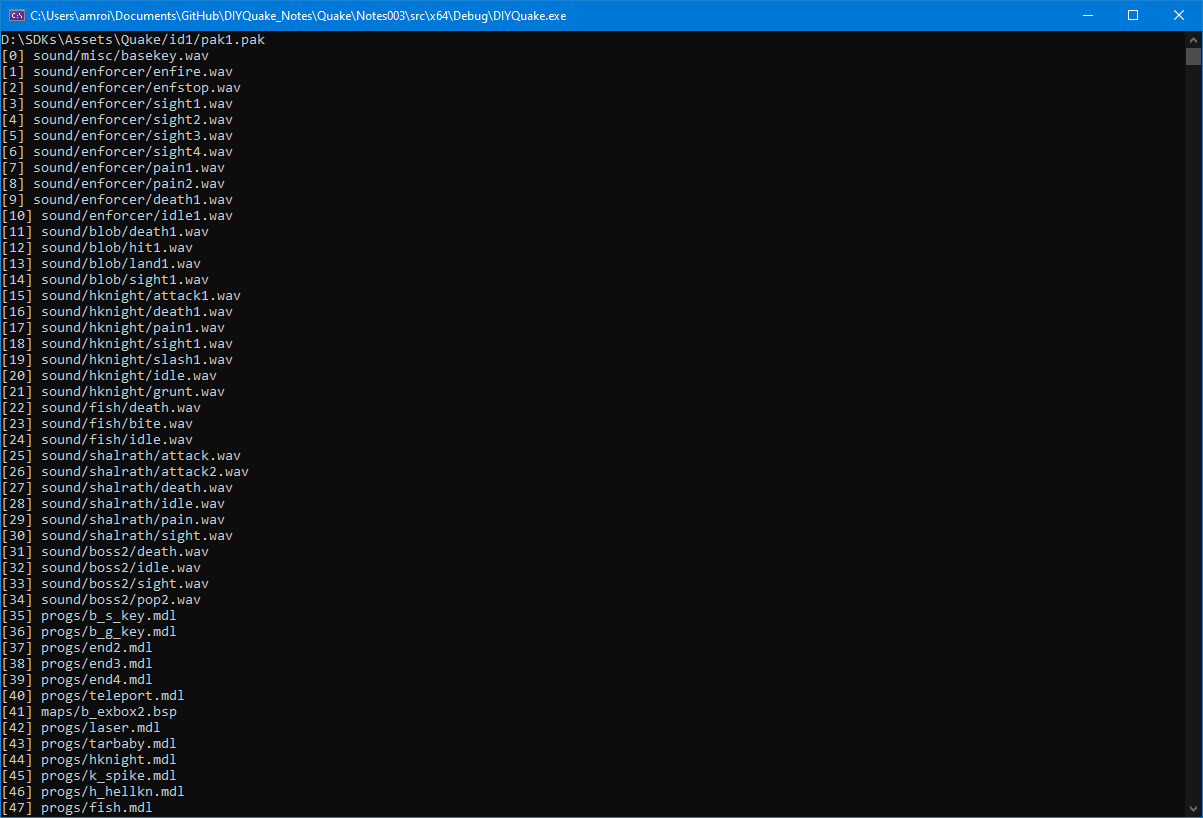 C:\Users\amroi\Documents\GitHub\DIYQuake_Notes\Quake\Notes003\src\x64\Debug\DIYQuake.exe
D:\SDKs\Assets\Quake/id1/pak1.pak
[0] sound/misc/basekey.wav
[1] sound/enforcer/enfire.wav
[2] sound/enforcer/enfstop.wav
[3] sound/enforcer/sight1.wav
[4] sound/enforcer/sight2.wav
[5] sound/enforcer/sight3.wav
[6] sound/enforcer/sight4.wav
[7] sound/enforcer/pain1.wav
[8] sound/enforcer/pain2.wav
[9] sound/enforcer/death1.wav
[10] sound/enforcer/idle1.wav
[11] sound/blob/death1.wav
[12] sound/blob/hit1.wav
[13] sound/blob/land1.wav
[14] sound/blob/sight1.wav
[15] sound/hknight/attack1.wav
[16] sound/hknight/death1.wav
[17] sound/hknight/pain1.wav
[18] sound/hknight/sight1.wav
[19] sound/hknight/slash1.wav
[20] sound/hknight/idle.wav
[21] sound/hknight/grunt.wav
[22] sound/fish/death.wav
[23] sound/fish/bite.wav
[24] sound/fish/idle.wav
[25] sound/shalrath/attack.wav
[26] sound/shalrath/attack2.wav
[27] sound/shalrath/death.wav
[28] sound/shalrath/idle.wav
[29] sound/shalrath/pain.wav
[30] sound/shalrath/sight.wav
[31] sound/boss2/death.wav
[32] sound/boss2/idle.wav
[33] sound/boss2/sight.wav
[34] sound/boss2/pop2.wav
[35] progs/b_s_key.mdl
[36] progs/b_g_key.mdl
[37] progs/end2.mdl
[38] progs/end3.mdl
[39] progs/end4.mdl
[40] progs/teleport.mdl
[41] maps/b_exbox2.bsp
[42] progs/laser.mdl
[43] progs/tarbaby.mdl
[44] progs/hknight.mdl
[45] progs/k_spike.mdl
[46] progs/h_hellkn.mdl
[47] progs/fish.mdl